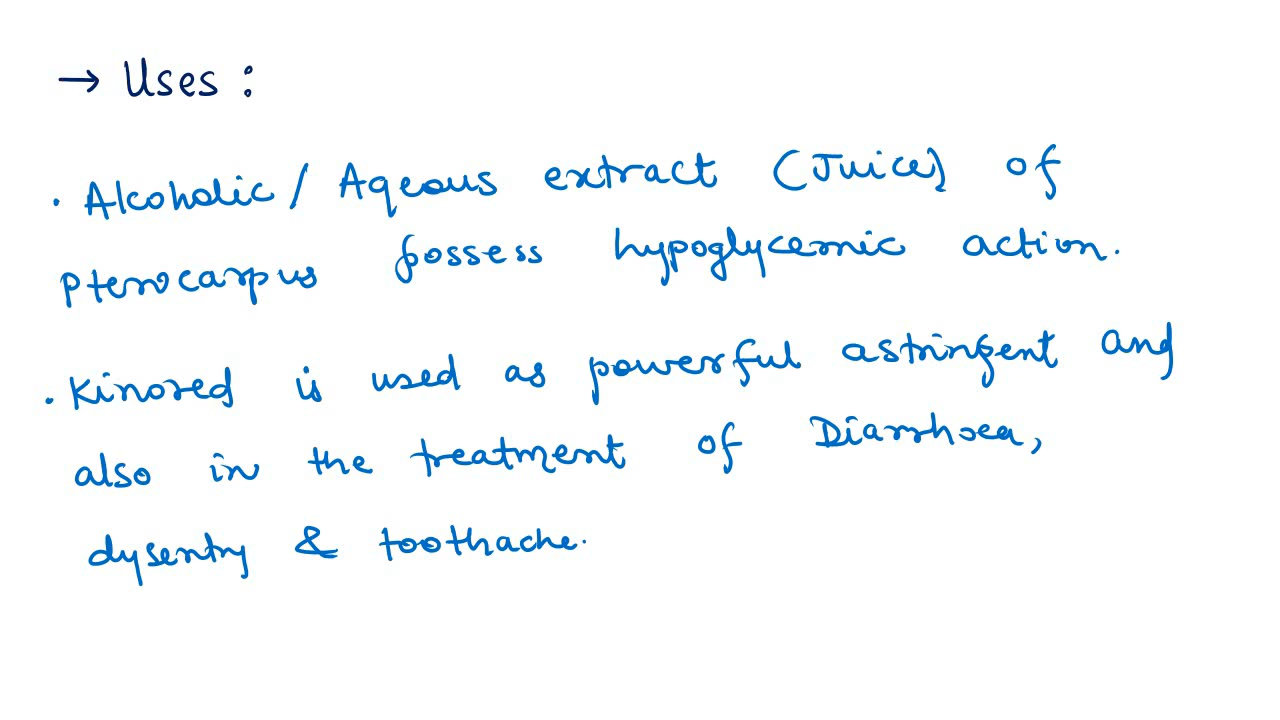 → Uses :
· Alcoholic / Aqeous extract (Juice) of
Pterocarpus possess hypoglycemic action.
· Kinored is used as powerful astringent and
also in the treatment of Diarrhoea,
dysentry & toothache.